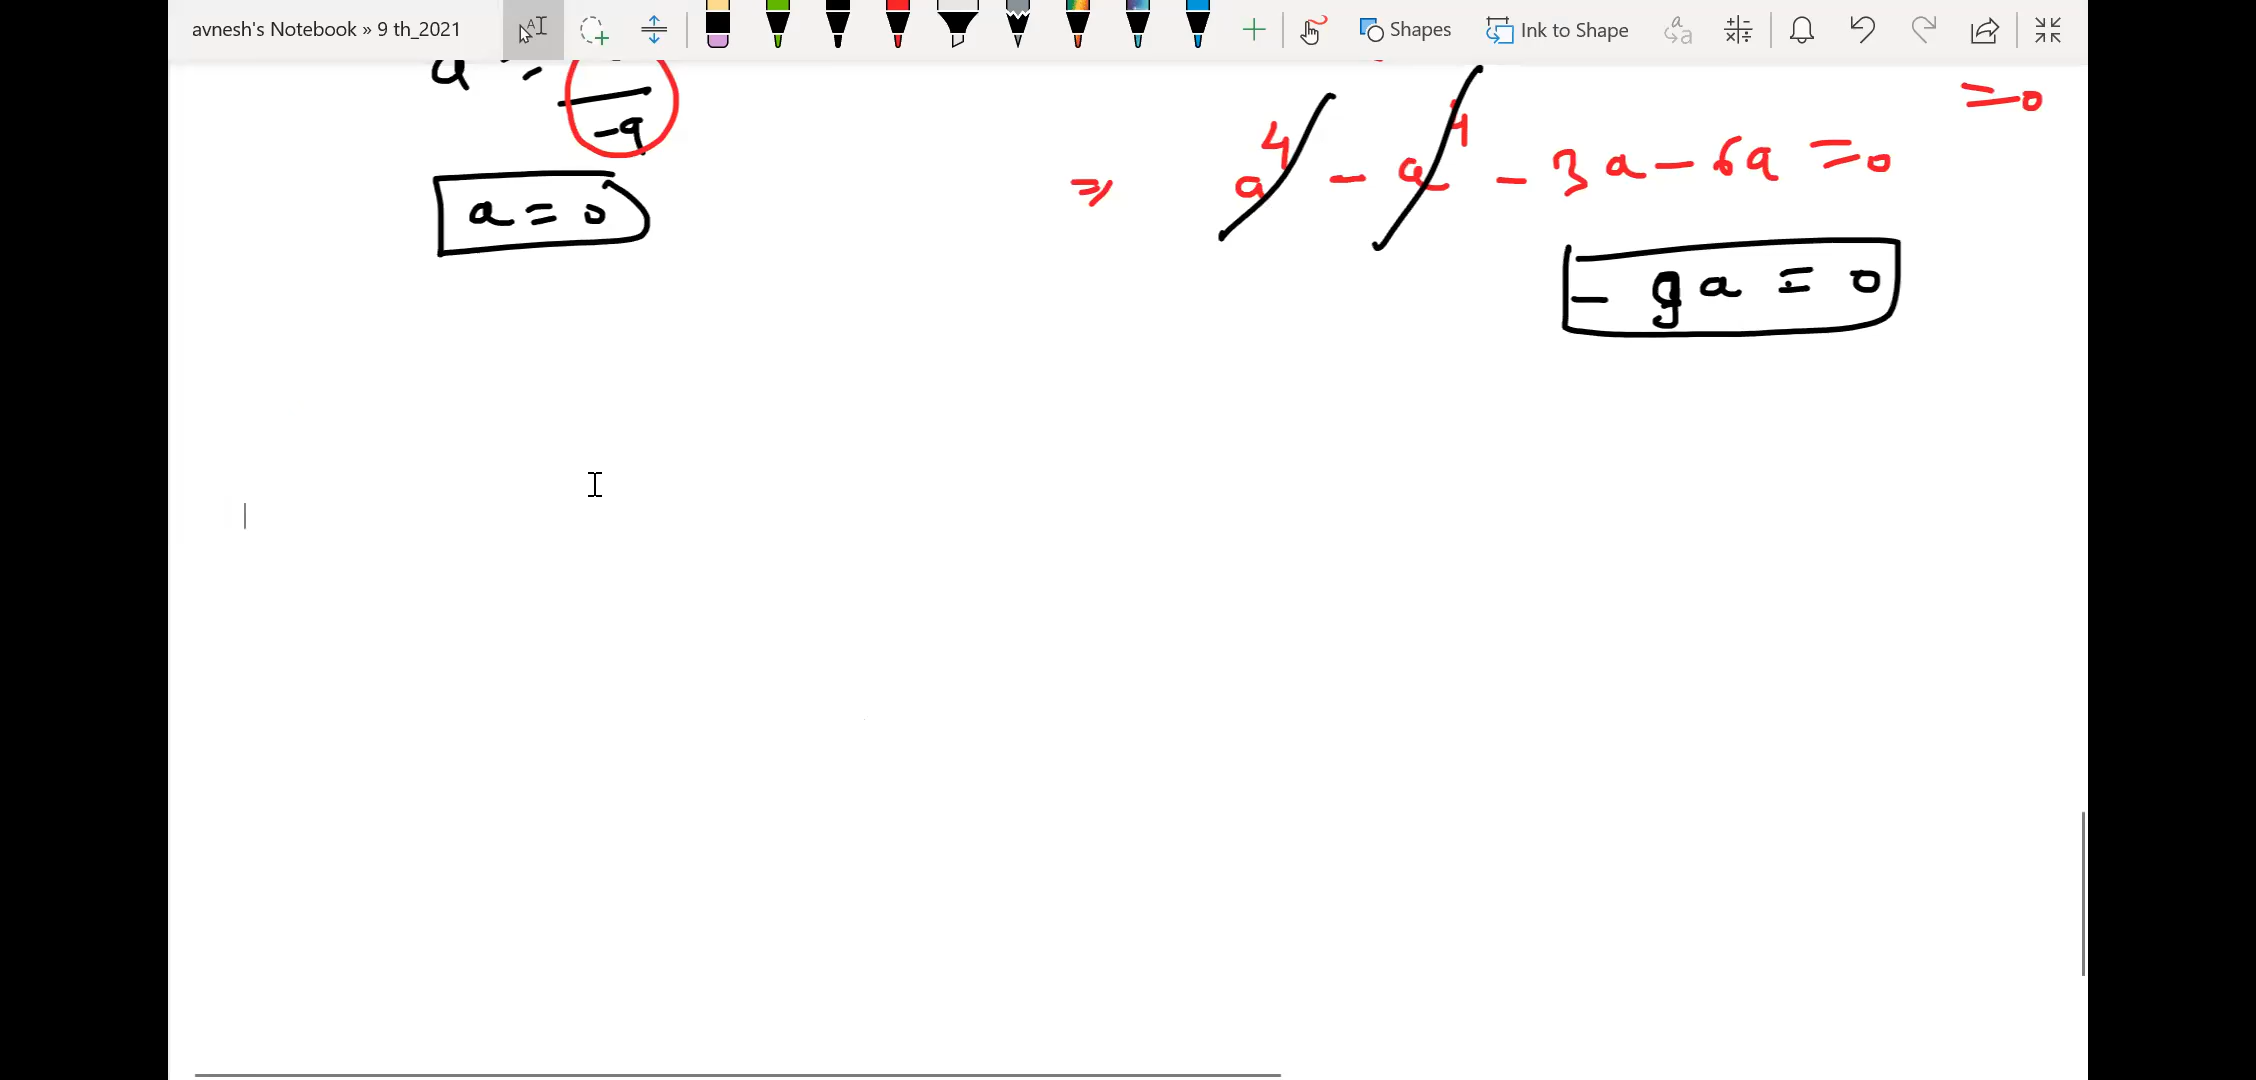 avnesh's Notebook » 9 th_2021 Shapes Ink to Shape
a =
-9
a = 0
= 0
⇒ a⁴ - a⁴ - 3a - 6a = 0
- 9a = 0